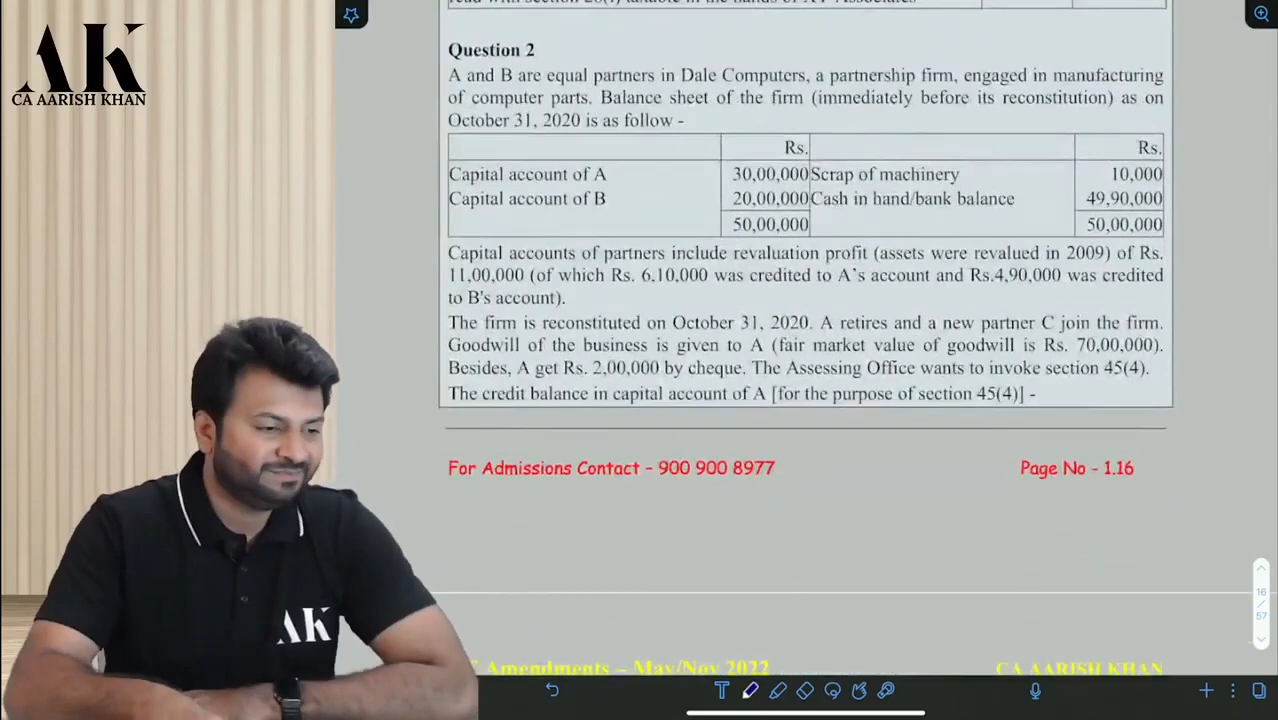 AK
CA AARISH KHAN
Question 2
A and B are equal partners in Dale Computers, a partnership firm, engaged in manufacturing
of computer parts. Balance sheet of the firm (immediately before its reconstitution) as on
October 31, 2020 is as follow -
Rs. Rs.
Capital account of A 30,00,000 Scrap of machinery 10,000
Capital account of B 20,00,000 Cash in hand/bank balance 49,90,000
50,00,000 50,00,000
Capital accounts of partners include revaluation profit (assets were revalued in 2009) of Rs.
11,00,000 (of which Rs. 6,10,000 was credited to A's account and Rs.4,90,000 was credited
to B's account).
The firm is reconstituted on October 31, 2020. A retires and a new partner C join the firm.
Goodwill of the business is given to A (fair market value of goodwill is Rs. 70,00,000).
Besides, A get Rs. 2,00,000 by cheque. The Assessing Office wants to invoke section 45(4).
The credit balance in capital account of A [for the purpose of section 45(4)] -
For Admissions Contact - 900 900 8977 Page No - 1.16
16
/
57
Amendments – May/Nov 2022 CA AARISH KHAN
AK